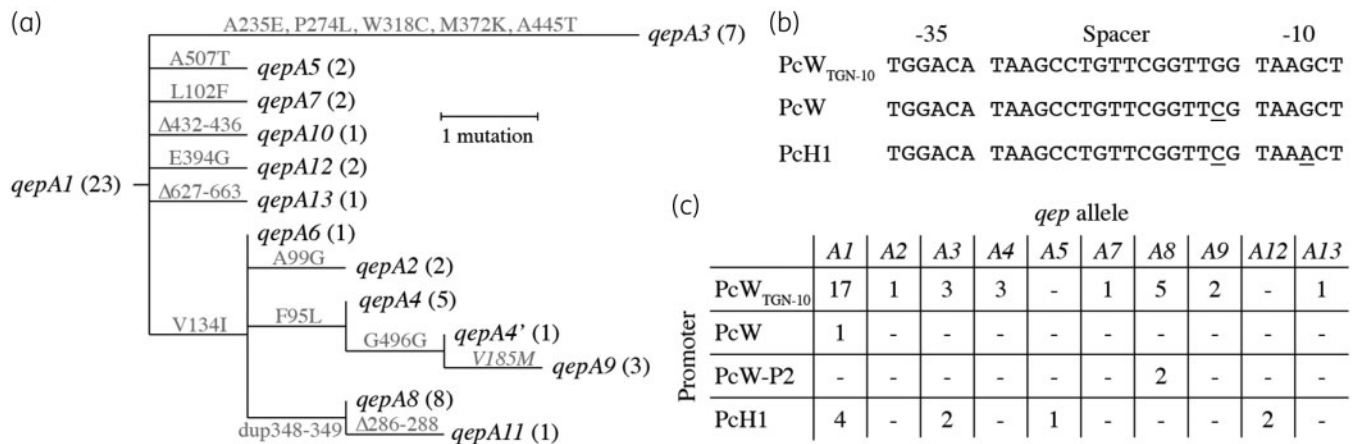 (a)
A235E, P274L, W318C, M372K, A445T
qepA3 (7)
A507T
qepA5 (2)
L102F
qepA7 (2)
Δ432-436
qepA10 (1)
1 mutation
E394G
qepA12 (2)
qepA1 (23)
Δ627-663
qepA13 (1)
qepA6 (1)
A99G
qepA2 (2)
V134I
F95L
qepA4 (5)
G496G
qepA4’ (1)
V185M
qepA9 (3)
qepA8 (8)
dup348-349
Δ286-288
qepA11 (1)
(b)
-35 Spacer -10
PcWTGN-10 TGGACA TAAGCCTGTTCGGTTGG TAAGCT
PcW TGGACA TAAGCCTGTTCGGTTCG TAAGCT
PcH1 TGGACA TAAGCCTGTTCGGTTCG TAAACT
(c)
qep allele
A1 A2 A3 A4 A5 A7 A8 A9 A12 A13
Promoter
PcWTGN-10 17 1 3 3 - 1 5 2 - 1
PcW 1 - - - - - - - - -
PcW-P2 - - - - - - 2 - - -
PcH1 4 - 2 - 1 - - - 2 -